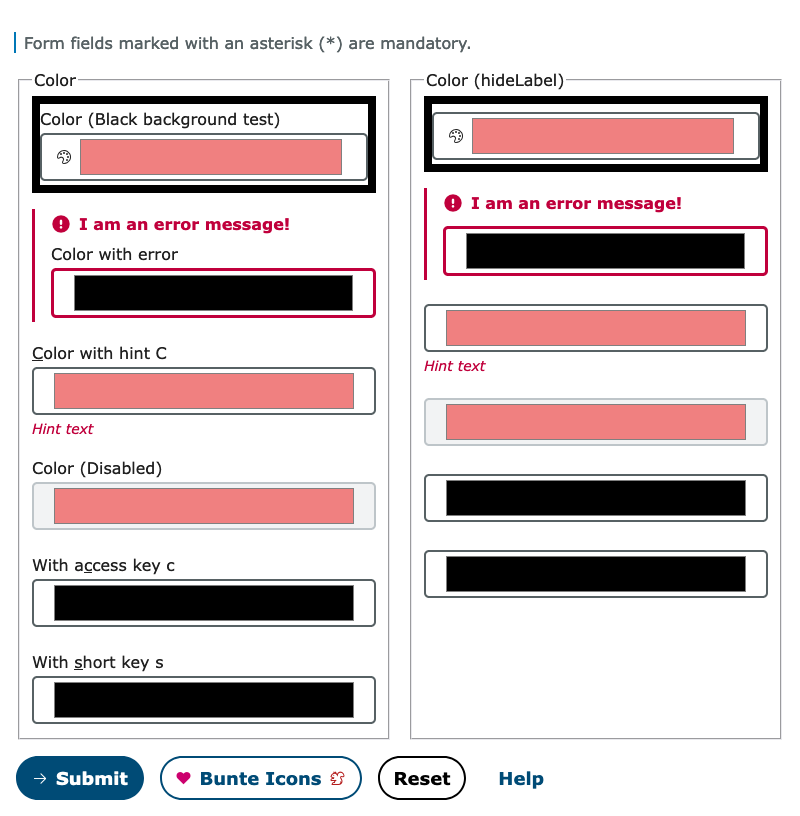 Form fields marked with an asterisk (*) are mandatory.
Color
Color (Black background test)
I am an error message!
Color with error
Color with hint C
Hint text
Color (Disabled)
With access key c
With short key s
Color (hideLabel)
I am an error message!
Hint text
Submit
Bunte Icons
Reset
Help